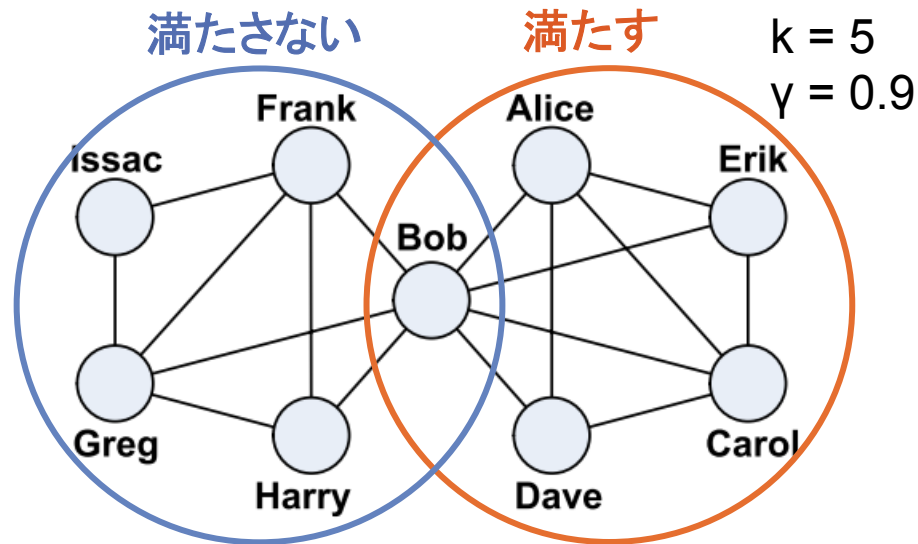 満たさない
満たす
k = 5
γ = 0.9
Frank
Alice
Issac
Erik
Bob
Greg
Carol
Harry
Dave